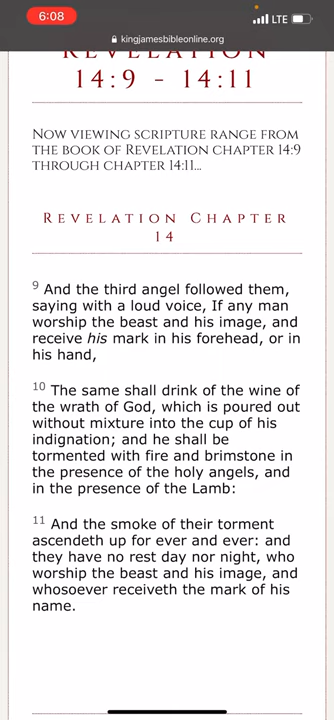 6:08
LTE
kingjamesbibleonline.org
REVELATION
14:9 - 14:11
NOW VIEWING SCRIPTURE RANGE FROM
THE BOOK OF REVELATION CHAPTER 14:9
THROUGH CHAPTER 14:11...
REVELATION CHAPTER
14
9 And the third angel followed them,
saying with a loud voice, If any man
worship the beast and his image, and
receive his mark in his forehead, or in
his hand,
10 The same shall drink of the wine of
the wrath of God, which is poured out
without mixture into the cup of his
indignation; and he shall be
tormented with fire and brimstone in
the presence of the holy angels, and
in the presence of the Lamb:
11 And the smoke of their torment
ascendeth up for ever and ever: and
they have no rest day nor night, who
worship the beast and his image, and
whosoever receiveth the mark of his
name.